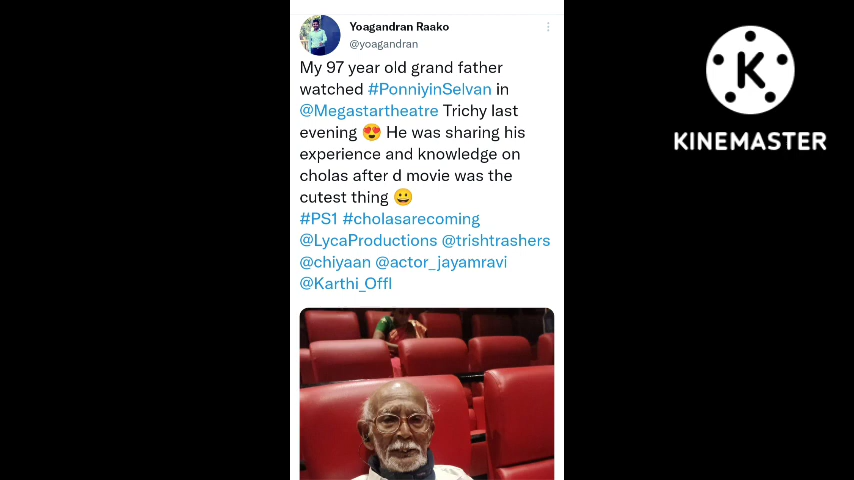 Yoagandran Raako
@yoagandran
My 97 year old grand father
watched #PonniyinSelvan in
@Megastartheatre Trichy last
evening 😍 He was sharing his
experience and knowledge on
cholas after d movie was the
cutest thing 😀
#PS1 #cholasarecoming
@LycaProductions @trishtrashers
@chiyaan @actor_jayamravi
@Karthi_Offl
K
KINEMASTER